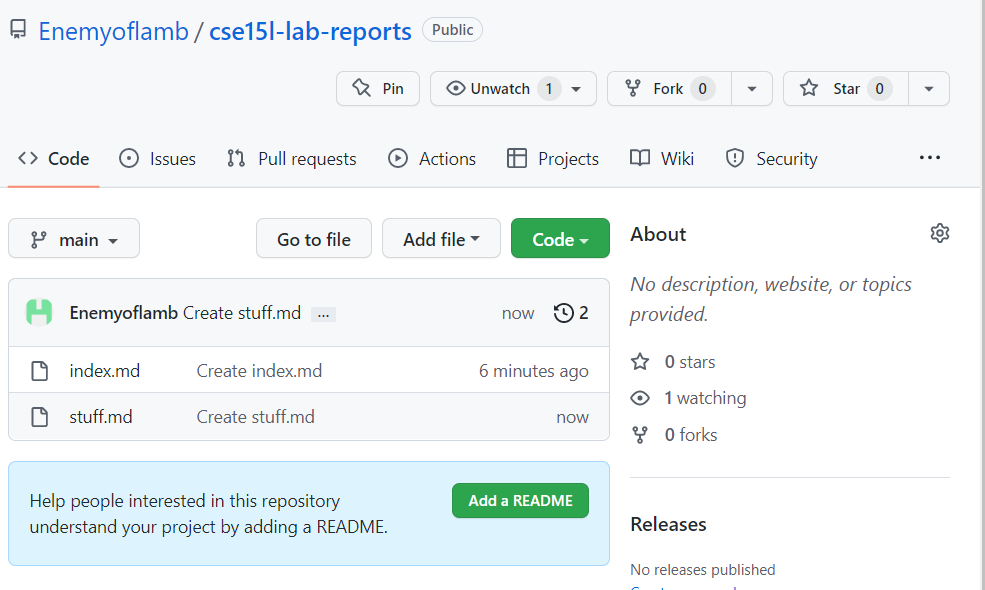 Enemyoflamb / cse15l-lab-reports Public
Pin Unwatch 1 Fork 0 Star 0
Code Issues Pull requests Actions Projects Wiki Security ...
main Go to file Add file Code
Enemyoflamb Create stuff.md ... now 2
index.md Create index.md 6 minutes ago
stuff.md Create stuff.md now
Help people interested in this repository
understand your project by adding a README.
Add a README
About
No description, website, or topics
provided.
0 stars
1 watching
0 forks
Releases
No releases published